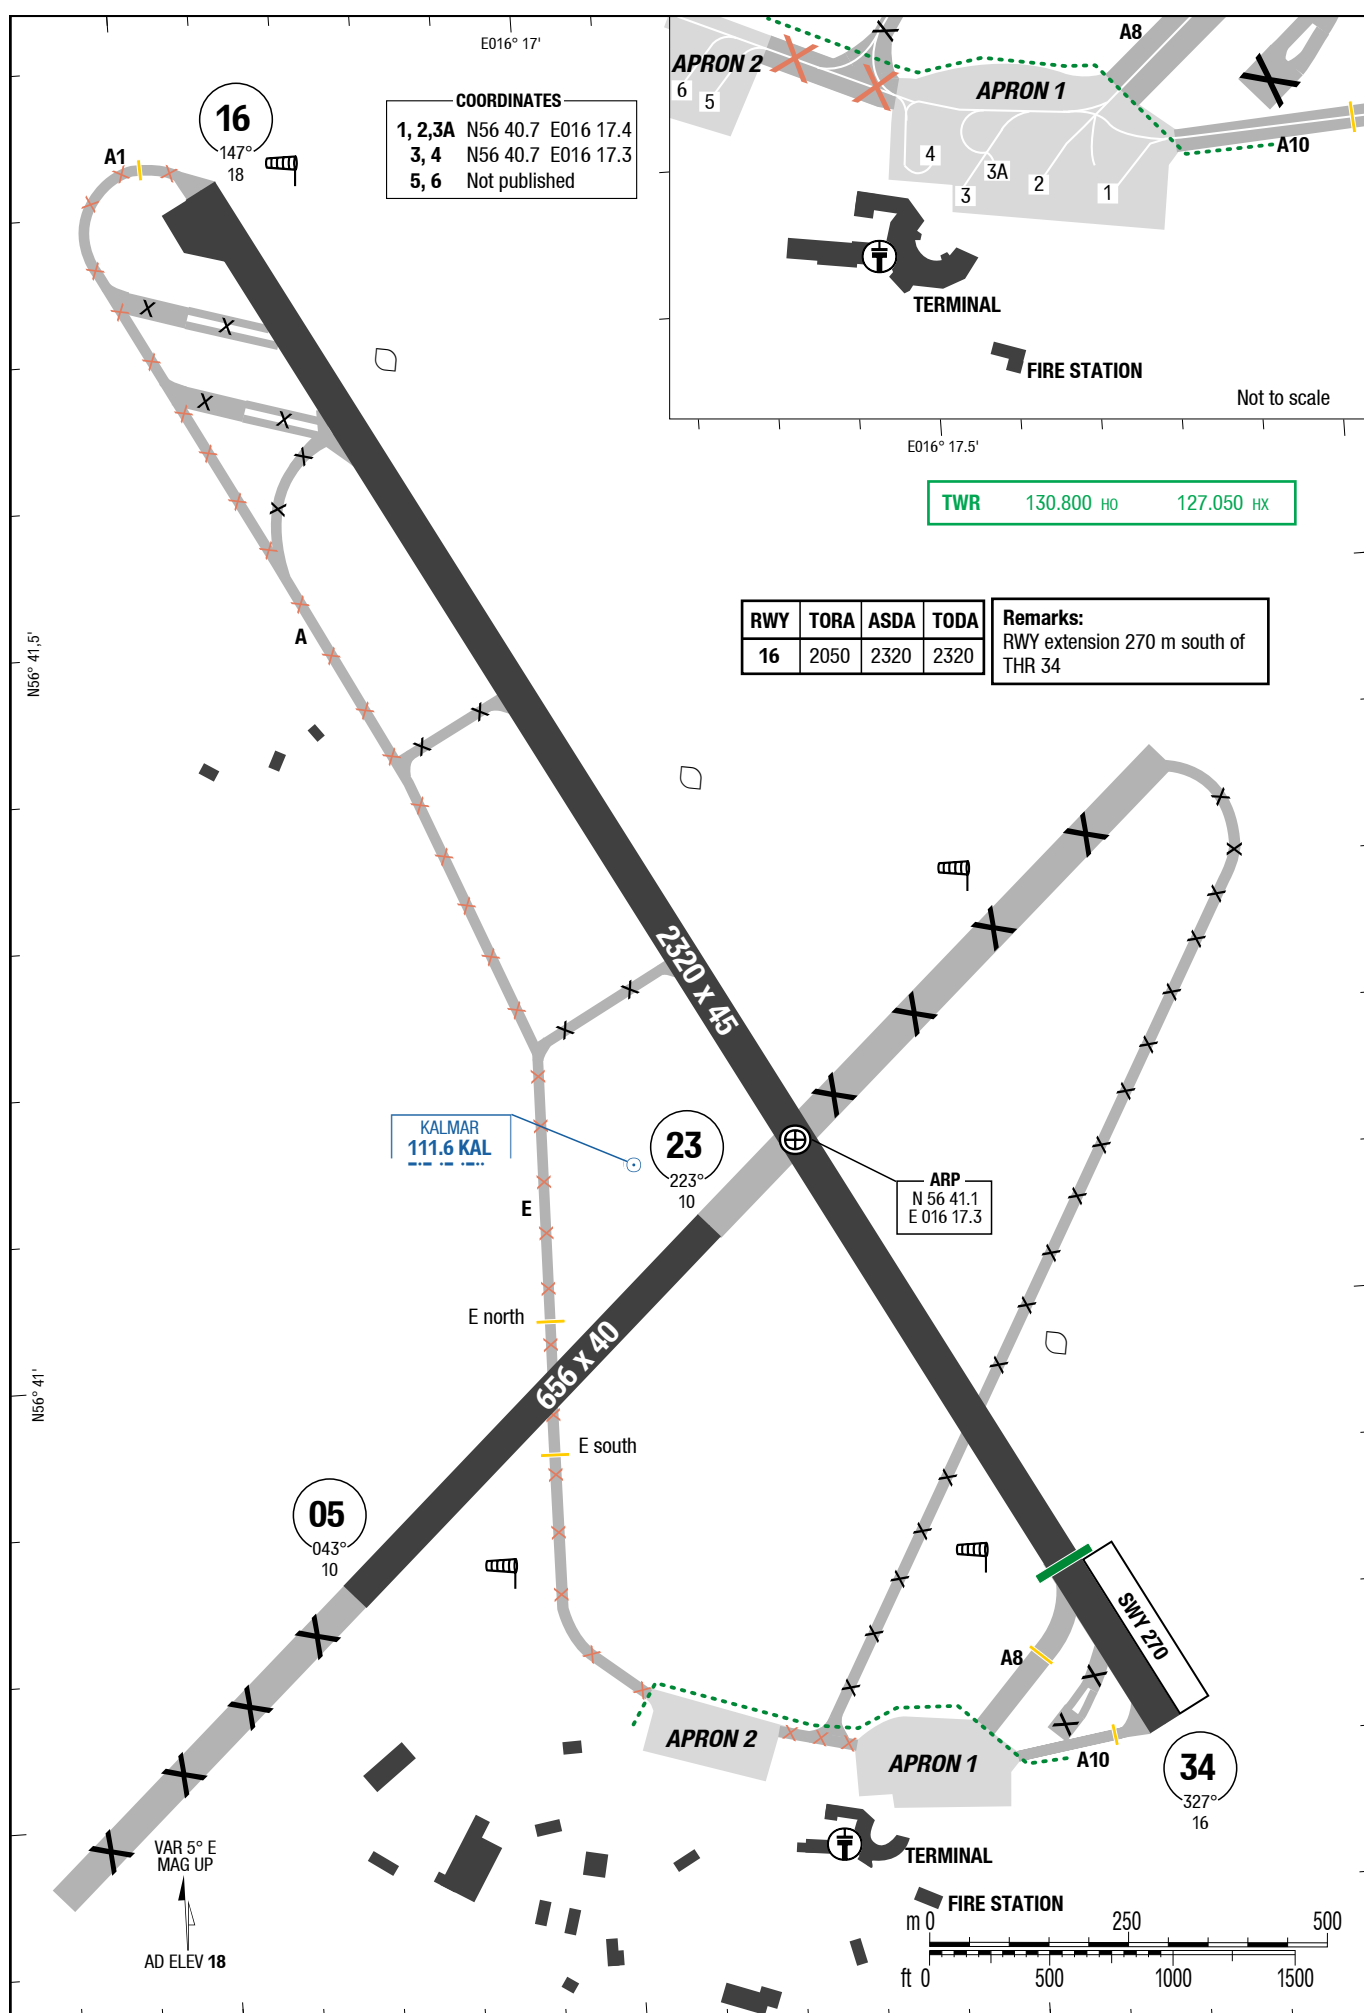 E016° 17'
16
147°
18
A1
COORDINATES
1, 2,3A N56 40.7 E016 17.4
3, 4 N56 40.7 E016 17.3
5, 6 Not published
APRON 2
6
5
APRON 1
A8
A10
4
3A
3
2
1
TERMINAL
FIRE STATION
Not to scale
E016° 17.5'
TWR 130.800 HO 127.050 HX
RWY TORA ASDA TODA
16 2050 2320 2320
Remarks:
RWY extension 270 m south of
THR 34
N56° 41,5'
A
2320 x 45
KALMAR
111.6 KAL
23
223°
10
ARP
N 56 41.1
E 016 17.3
E
E north
656 x 40
E south
N56° 41'
05
043°
10
SWY 270
A8
APRON 2
APRON 1
A10
34
327°
16
TERMINAL
FIRE STATION
VAR 5° E
MAG UP
AD ELEV 18
m 0 250 500
ft 0 500 1000 1500